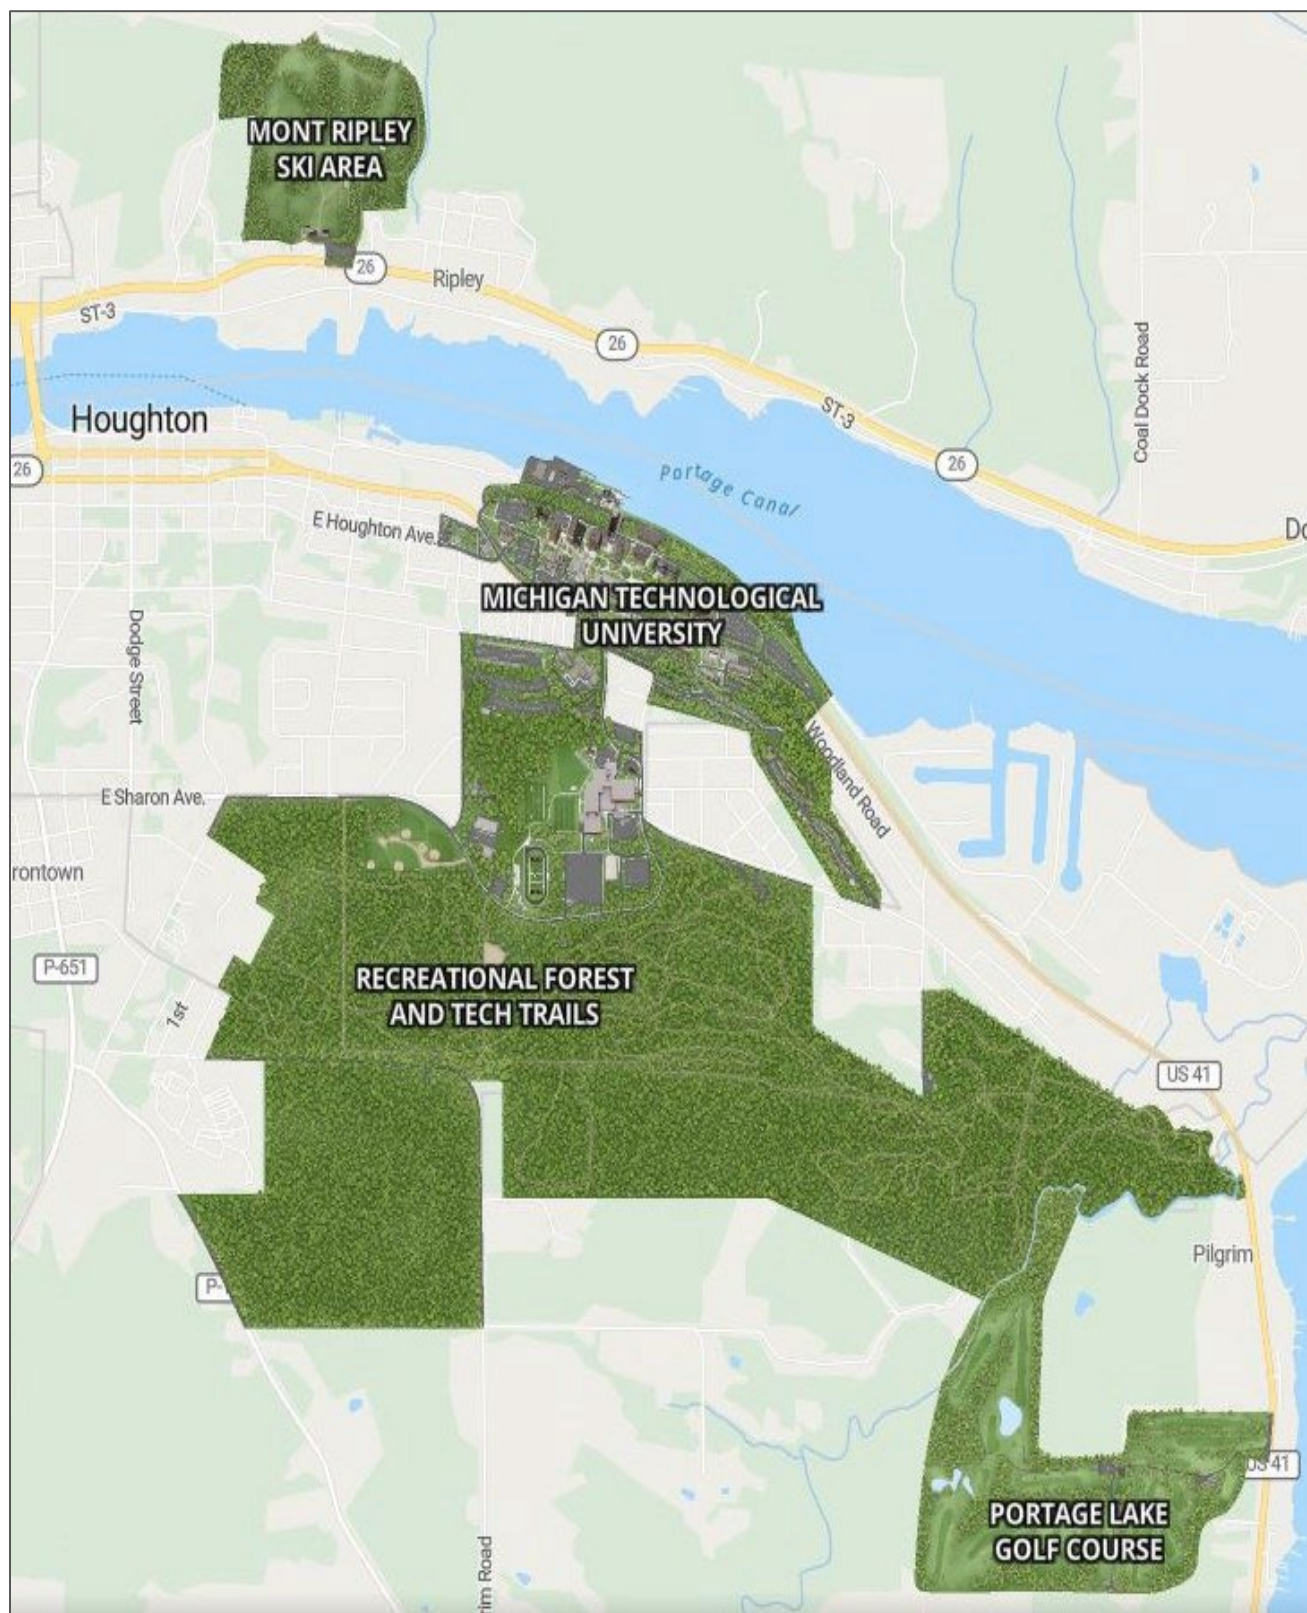 MONT RIPLEY
SKI AREA
26
Ripley
ST-3
26
ST-3
Houghton
26
26
Coal Dock Road
Portage Canal
E Houghton Ave.
MICHIGAN TECHNOLOGICAL
UNIVERSITY
Dodge Street
Woodland Road
E Sharon Ave.
P-651
RECREATIONAL FOREST
AND TECH TRAILS
1st
US 41
Pilgrim
US 41
PORTAGE LAKE
GOLF COURSE
Road